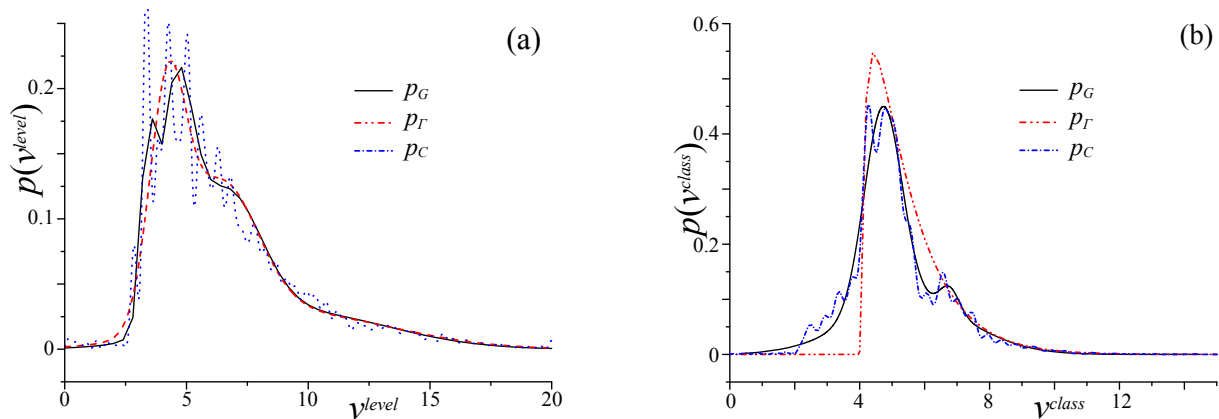 (a)
p(v^level)
0.2
0.1
0
p_G
p_Γ
p_C
0 5 10 15 20
v^level
(b)
p(v^class)
0.6
0.4
0.2
0
p_G
p_Γ
p_C
0 4 8 12
v^class